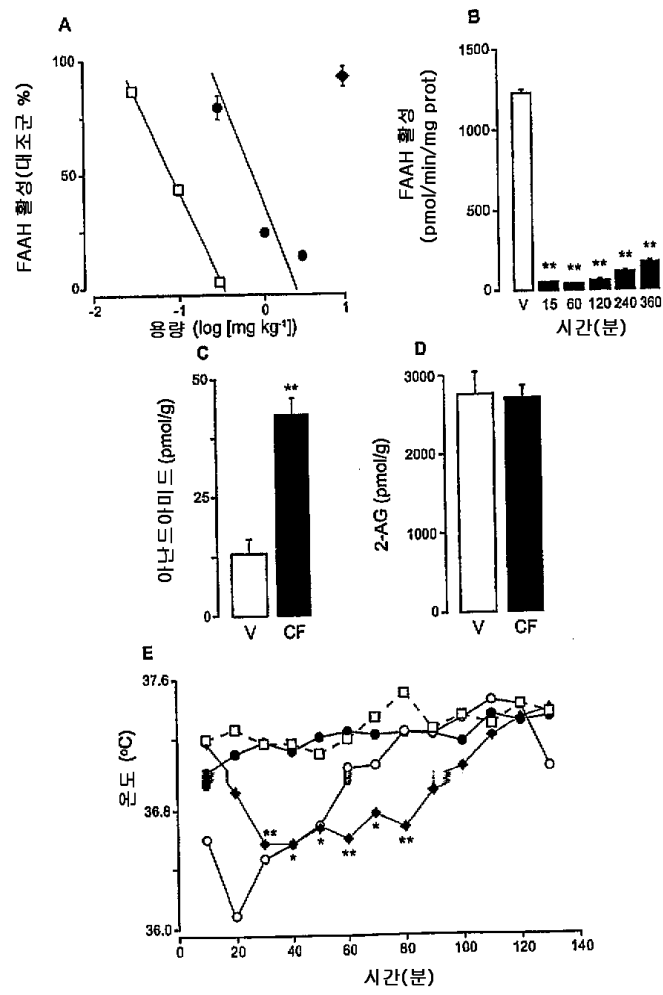 A
FAAH 활성(대조군 %)
100
50
0
-2
-1
0
1
용량 (log [mg kg-1])
B
FAAH 활성
(pmol/min/mg prot)
1500
1000
500
0
** ** ** ** **
V 15 60 120 240 360
시간(분)
C
아난드아미드 (pmol/g)
50
25
0
**
V CF
D
2-AG (pmol/g)
3000
2000
1000
0
V CF
E
온도 (ºC)
37.6
36.8
36.0
** * * ** * **
0 20 40 60 80 100 120 140
시간(분)